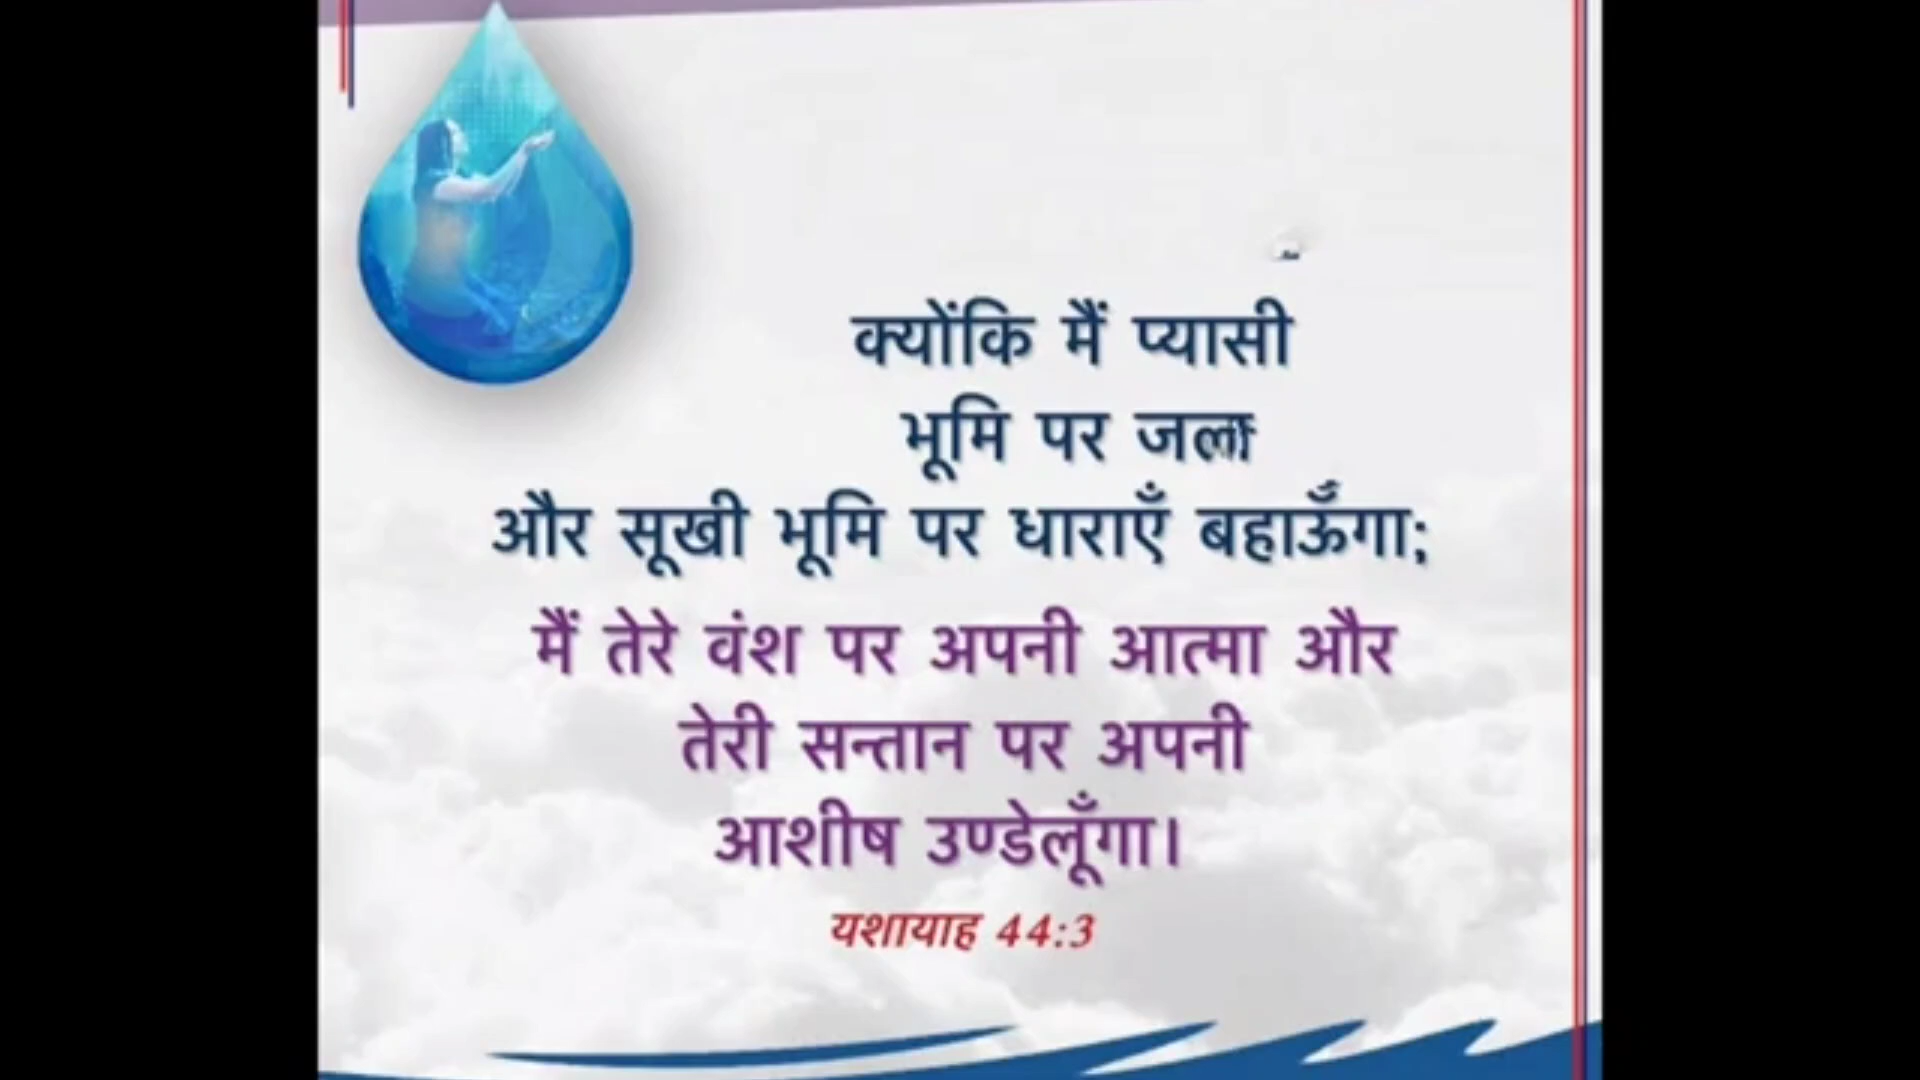 क्योंकि मैं प्यासी
भूमि पर जल
और सूखी भूमि पर धाराएँ बहाऊँगा;
मैं तेरे वंश पर अपनी आत्मा और
तेरी सन्तान पर अपनी
आशीष उण्डेलूँगा।
यशायाह 44:3